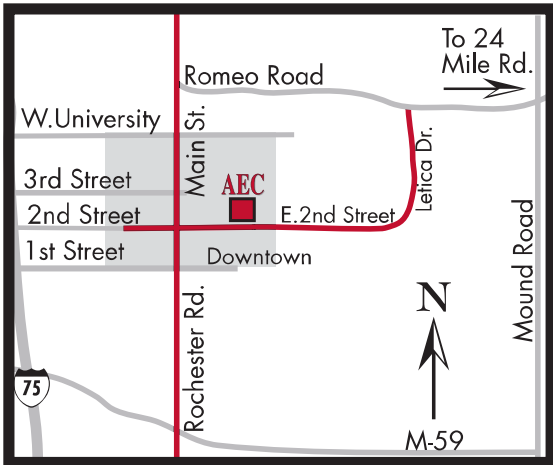 To 24
Mile Rd.
Romeo Road
W.University
Main St.
3rd Street
AEC
Letica Dr.
2nd Street
E.2nd Street
1st Street
Downtown
Mound Road
N
Rochester Rd.
75
M-59